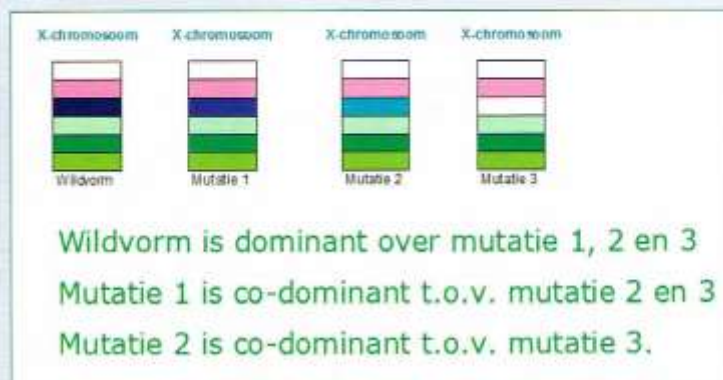 X-chromosoom X-chromosoom X-chromosoom X-chromosoom
Wildvorm Mutatie 1 Mutatie 2 Mutatie 3
Wildvorm is dominant over mutatie 1, 2 en 3
Mutatie 1 is co-dominant t.o.v. mutatie 2 en 3
Mutatie 2 is co-dominant t.o.v. mutatie 3.